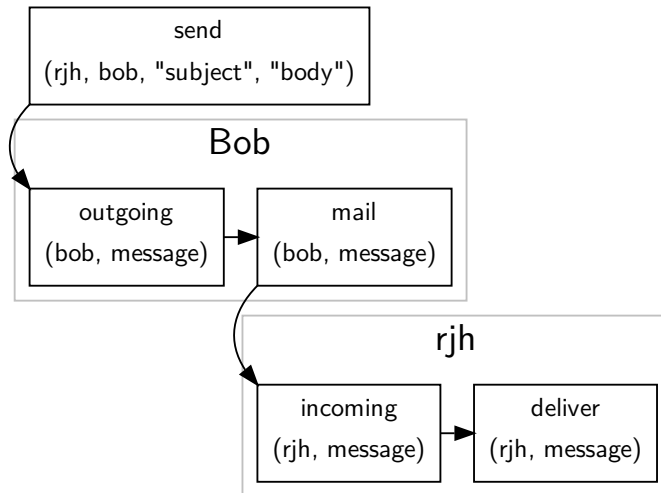 send
(rjh, bob, "subject", "body")
Bob
outgoing
(bob, message)
mail
(bob, message)
rjh
incoming
(rjh, message)
deliver
(rjh, message)